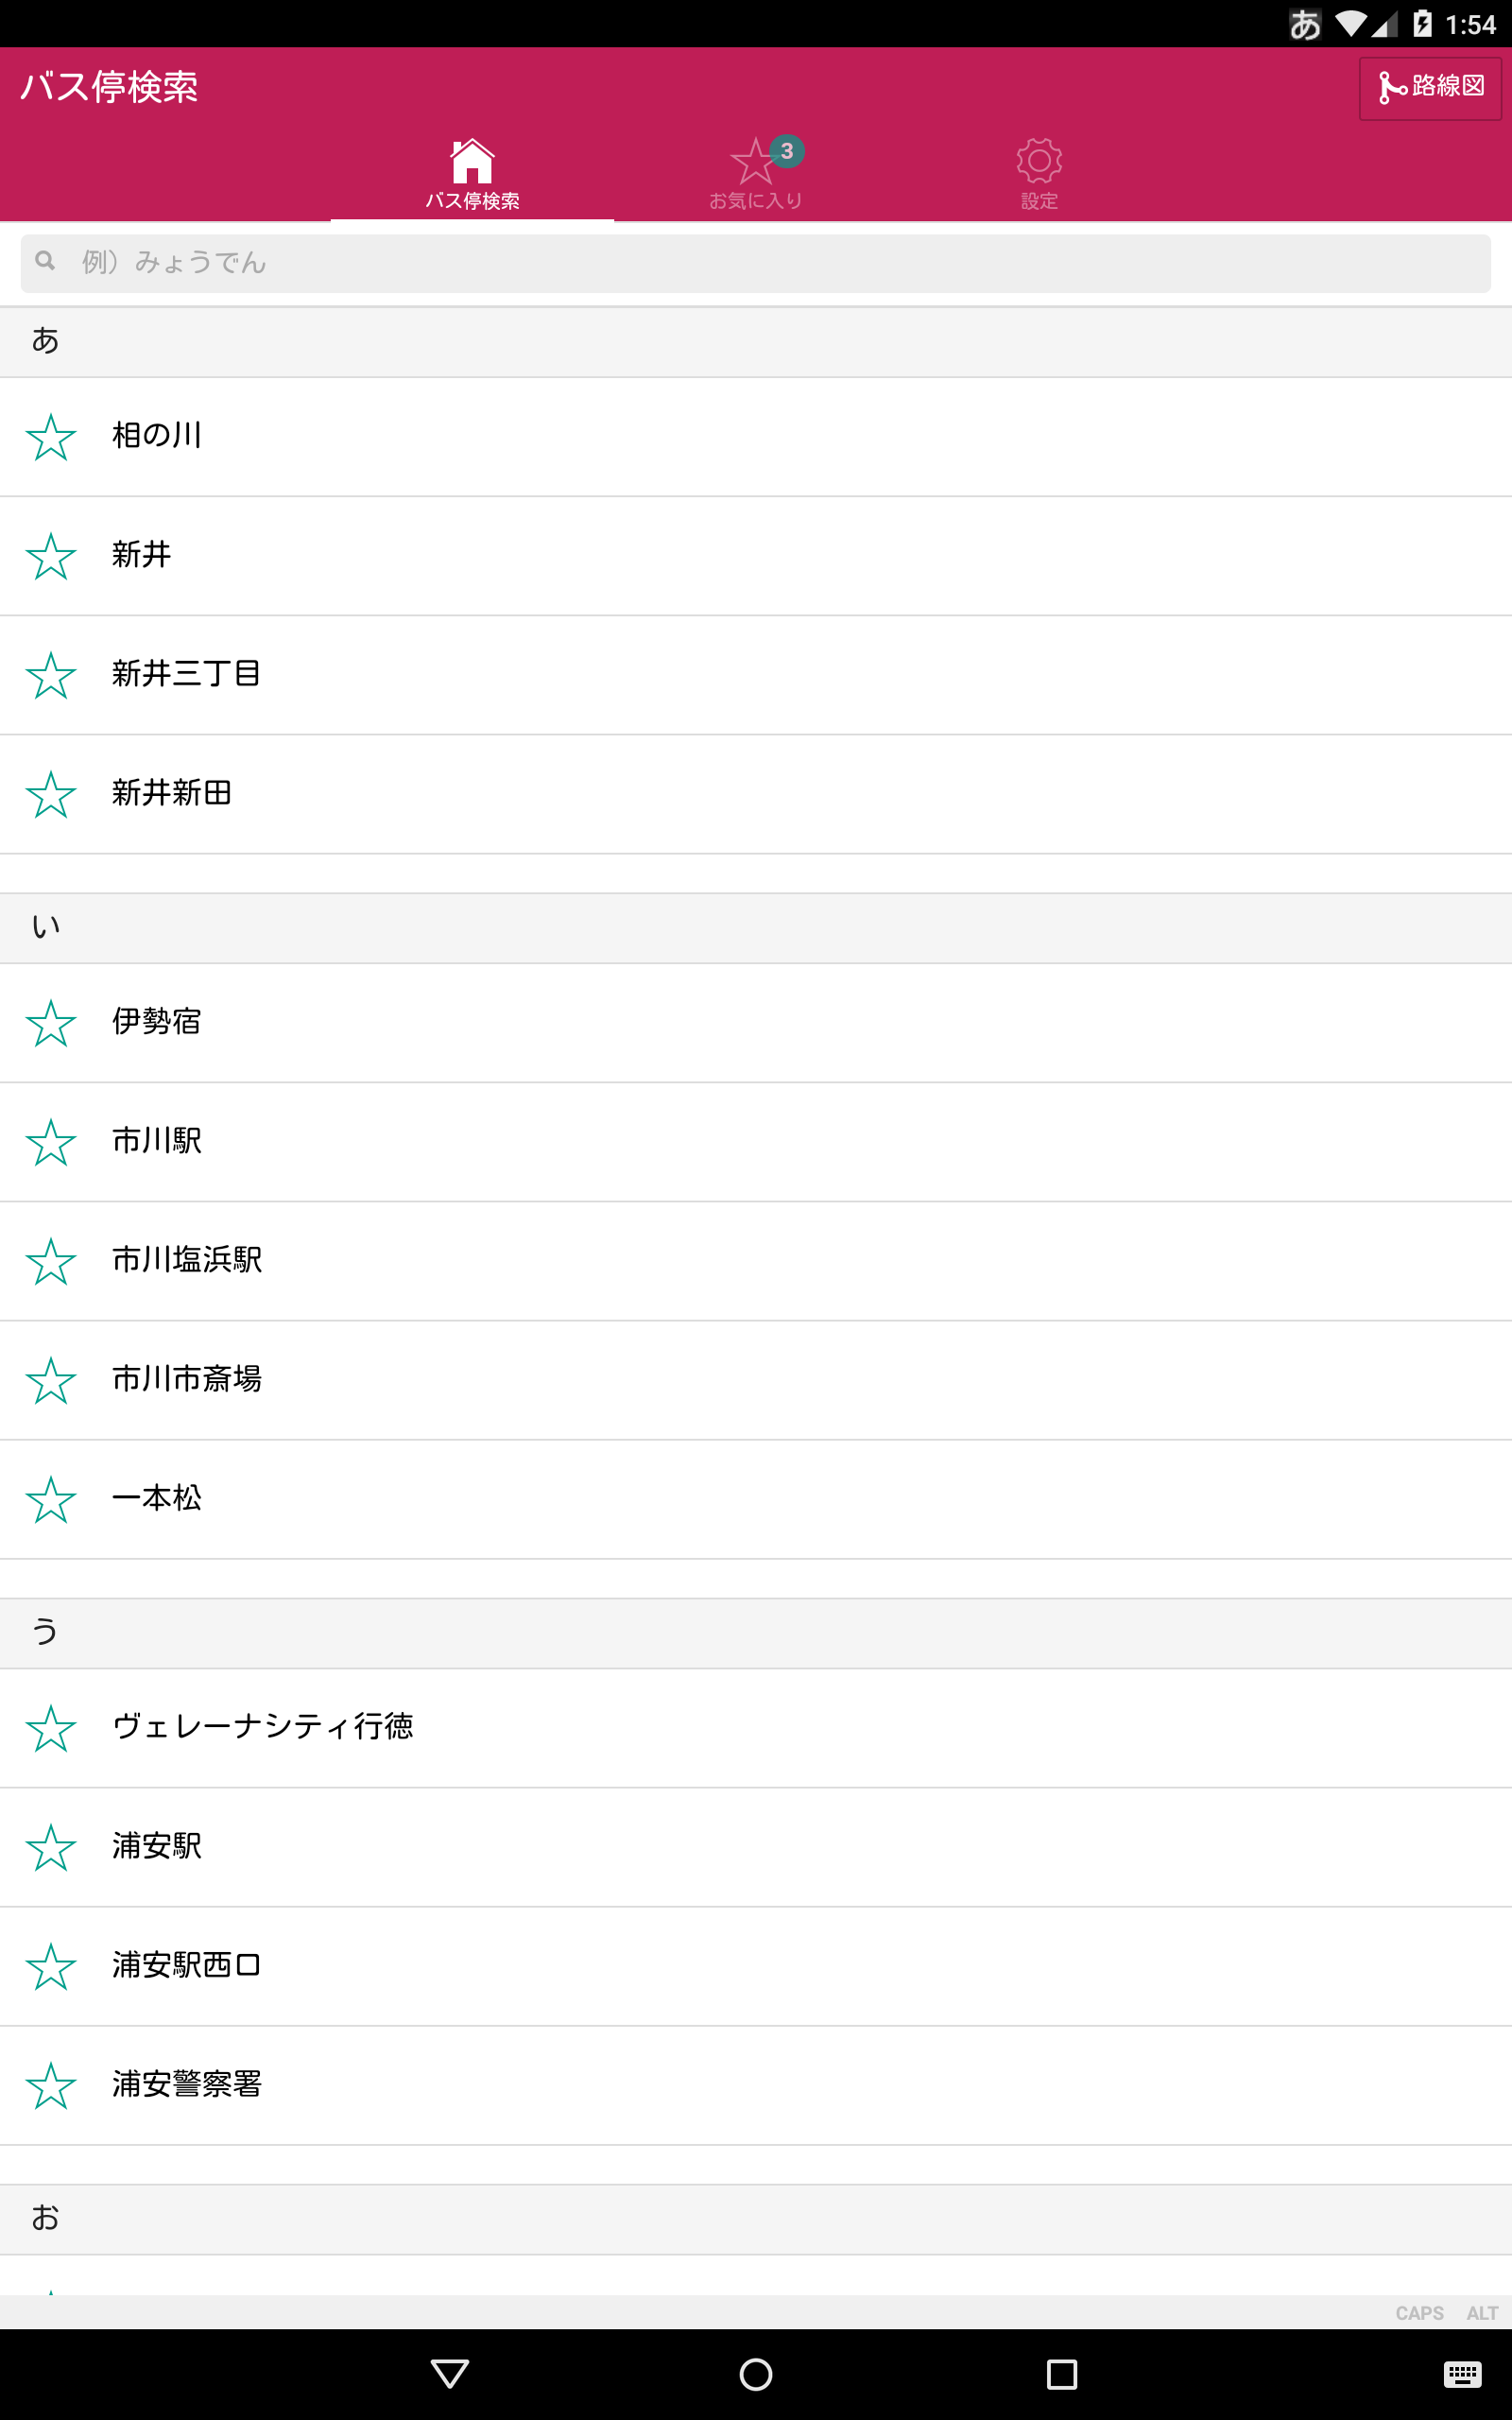 あ 1:54
バス停検索
路線図
バス停検索
3
お気に入り
設定
例）みょうでん
あ
相の川
新井
新井三丁目
新井新田
い
伊勢宿
市川駅
市川塩浜駅
市川市斎場
一本松
う
ヴェレーナシティ行徳
浦安駅
浦安駅西口
浦安警察署
お
CAPS ALT